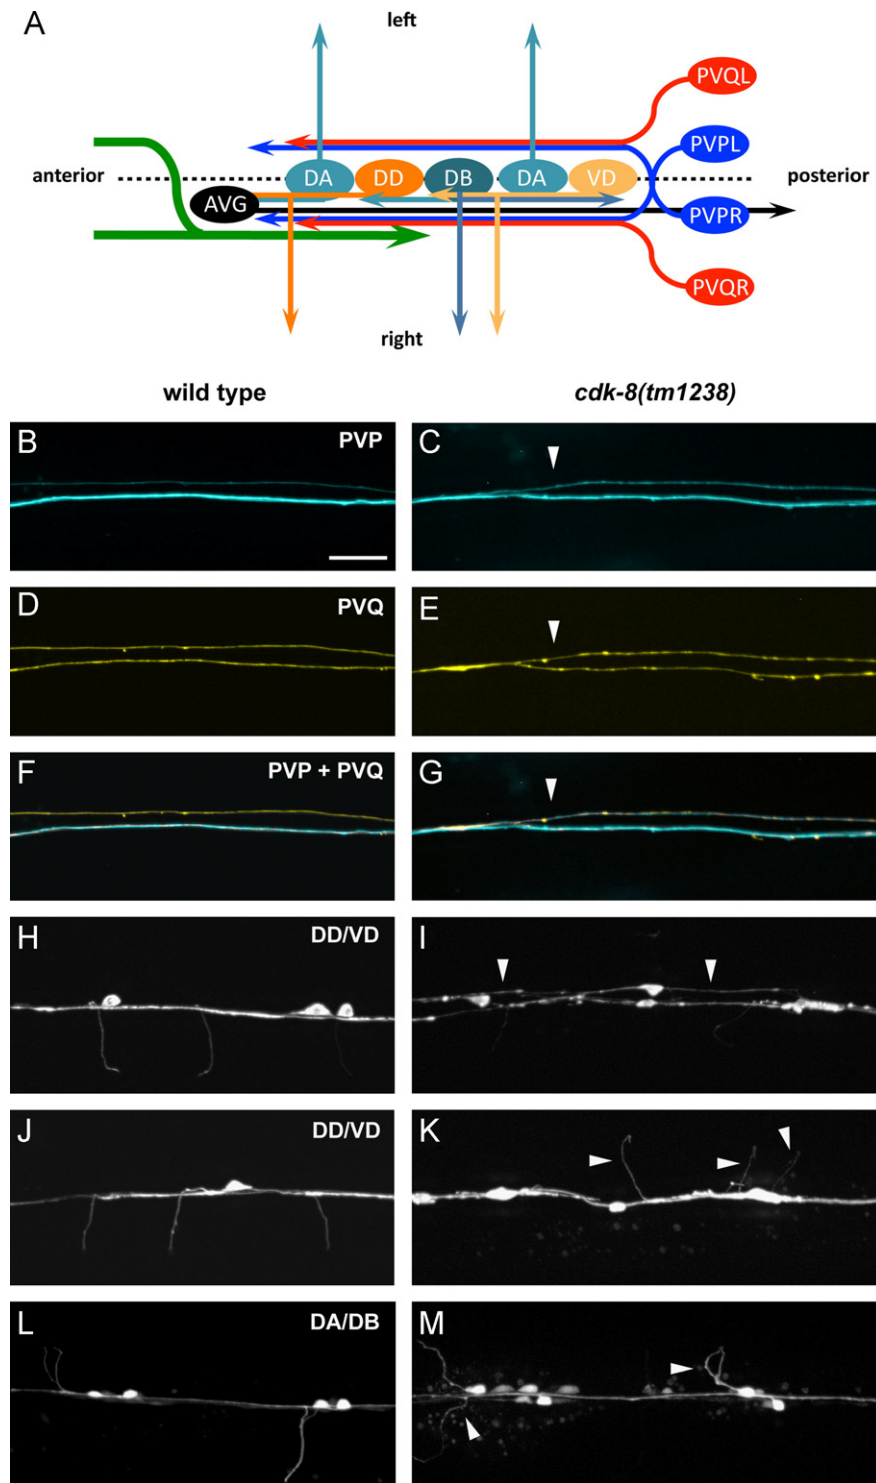 A
left
PVQL
PVPL
anterior
DA DD DB DA VD
posterior
AVG
PVPR
PVQR
right
wild type
cdk-8(tm1238)
B PVP
C
D PVQ
E
F PVP + PVQ
G
H DD/VD
I
J DD/VD
K
L DA/DB
M